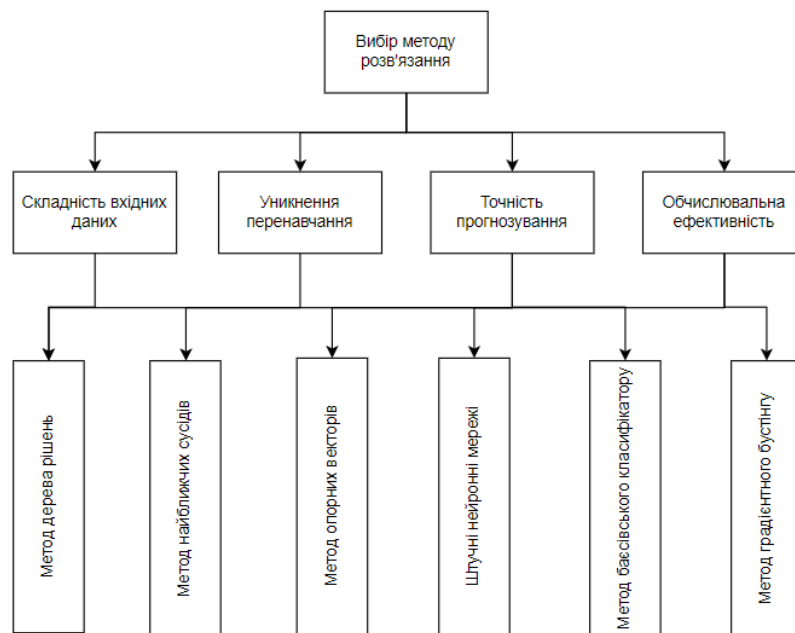 Вибір методу
розв'язання
Складність вхідних
даних
Уникнення
перенавчання
Точність
прогнозування
Обчислювальна
ефективність
Метод дерева рішень
Метод найближчих сусідів
Метод опорних векторів
Штучні нейронні мережі
Метод баєсівського класифікатору
Метод градієнтного бустінгу